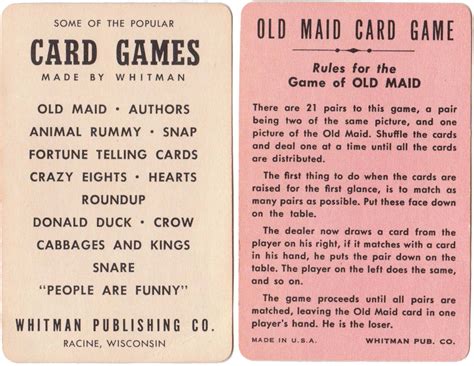 SOME OF THE POPULAR
CARD GAMES
MADE BY WHITMAN
OLD MAID • AUTHORS
ANIMAL RUMMY • SNAP
FORTUNE TELLING CARDS
CRAZY EIGHTS • HEARTS
ROUNDUP
DONALD DUCK • CROW
CABBAGES AND KINGS
SNARE
"PEOPLE ARE FUNNY"
WHITMAN PUBLISHING CO.
RACINE, WISCONSIN
OLD MAID CARD GAME
Rules for the
Game of OLD MAID
There are 21 pairs to this game, a pair
being two of the same picture, and one
picture of the Old Maid. Shuffle the cards
and deal one at a time until all the cards
are distributed.
The first thing to do when the cards are
raised for the first glance, is to match as
many pairs as possible. Put these face down
on the table.
The dealer now draws a card from the
player on his right, if it matches with a card
in his hand, he puts the pair down on the
table. The player on the left does the same,
and so on.
The game proceeds until all pairs are
matched, leaving the Old Maid card in one
player's hand. He is the loser.
MADE IN U.S.A. WHITMAN PUB. CO.